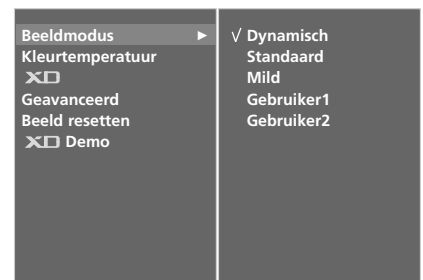 Beeldmodus ►
Kleurtemperatuur
XD
Geavanceerd
Beeld resetten
XD Demo
√ Dynamisch
Standaard
Mild
Gebruiker1
Gebruiker2